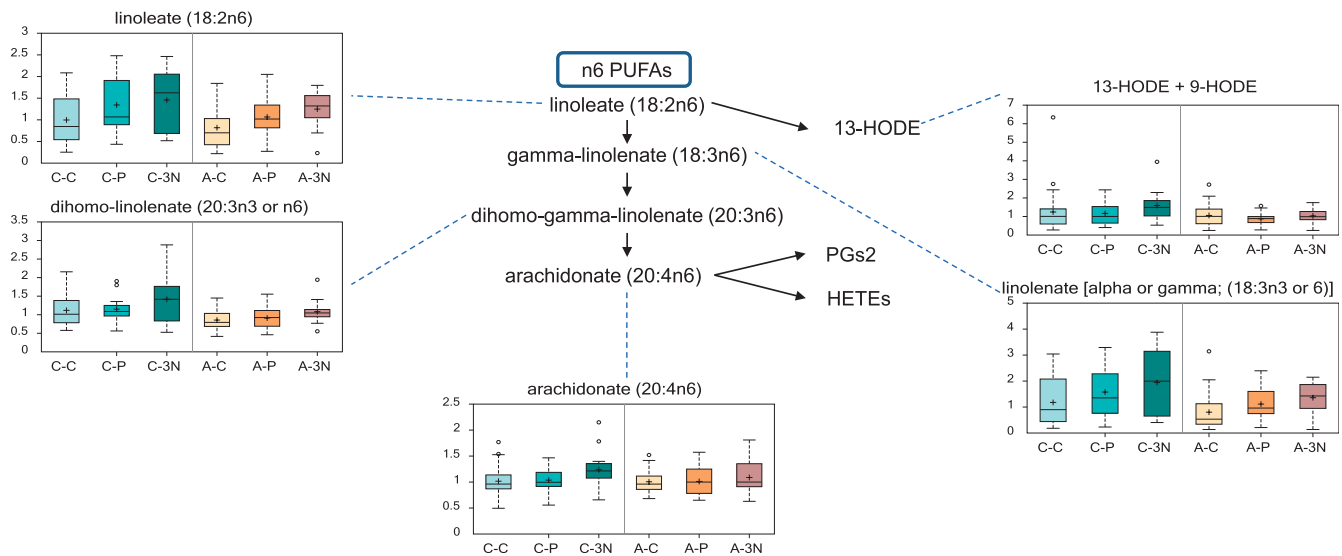 linoleate (18:2n6)
3
2.5
2
1.5
1
0.5
0
C-C C-P C-3N A-C A-P A-3N
dihomo-linolenate (20:3n3 or n6)
3.5
3
2.5
2
1.5
1
0.5
0
C-C C-P C-3N A-C A-P A-3N
n6 PUFAs
linoleate (18:2n6)
13-HODE
gamma-linolenate (18:3n6)
dihomo-gamma-linolenate (20:3n6)
arachidonate (20:4n6)
PGs2
HETEs
13-HODE + 9-HODE
7
6
5
4
3
2
1
0
C-C C-P C-3N A-C A-P A-3N
linolenate [alpha or gamma; (18:3n3 or 6)]
5
4
3
2
1
0
C-C C-P C-3N A-C A-P A-3N
arachidonate (20:4n6)
2.5
2
1.5
1
0.5
0
C-C C-P C-3N A-C A-P A-3N